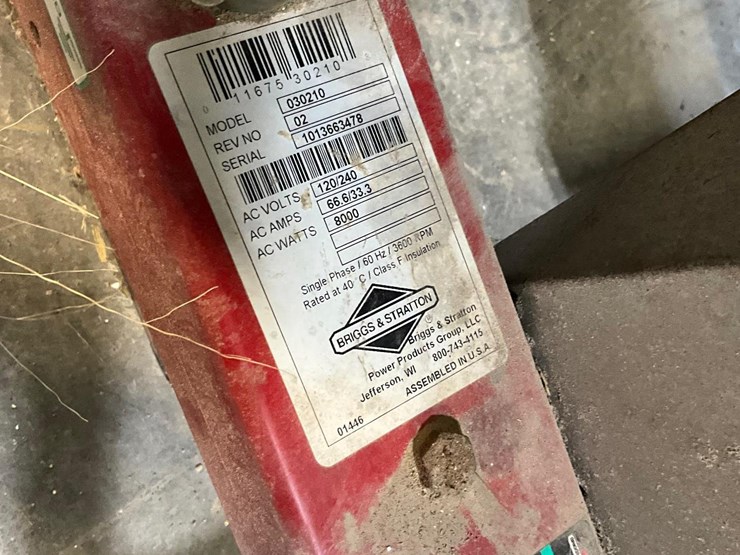 0 11675 30210
MODEL 030210
REV NO 02
SERIAL 1013663478
AC VOLTS 120/240
AC AMPS 66.6/33.3
AC WATTS 8000
Single Phase / 60 Hz / 3600 RPM
Rated at 40 C / Class F Insulation
BRIGGS & STRATTON
Briggs & Stratton
Power Products Group, LLC
Jefferson, WI 800-743-4115
ASSEMBLED IN U.S.A.
01446